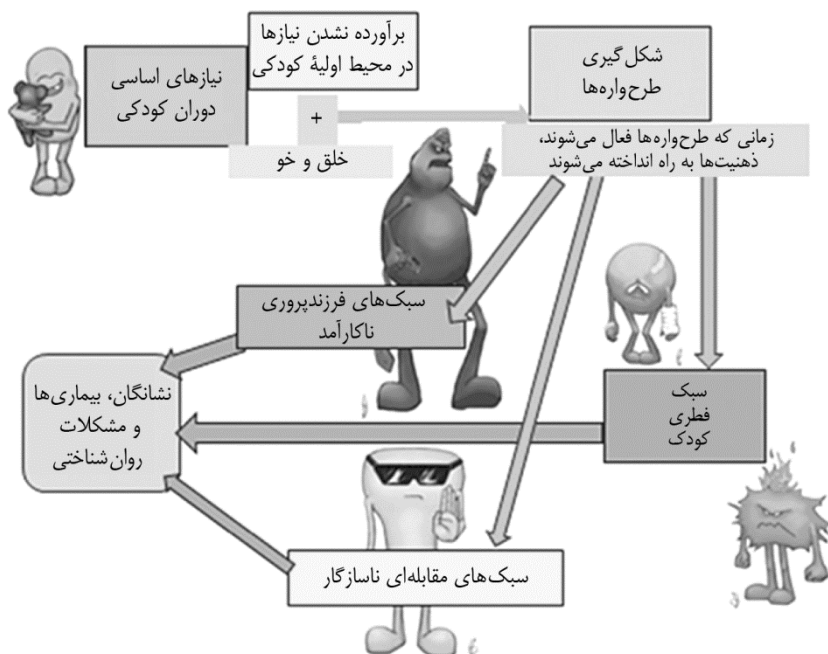 نیازهای اساسی
دوران کودکی
برآورده نشدن نیازها
در محیط اولیهٔ کودکی
+
خلق و خو
شکل‌گیری
طرح‌واره‌ها
زمانی که طرح‌واره‌ها فعال می‌شوند،
ذهنیت‌ها به راه انداخته می‌شوند
سبک‌های فرزندپروری
ناکارآمد
سبک
فطری
کودک
نشانگان، بیماری‌ها
و
مشکلات
روان‌شناختی
سبک‌های مقابله‌ای ناسازگار